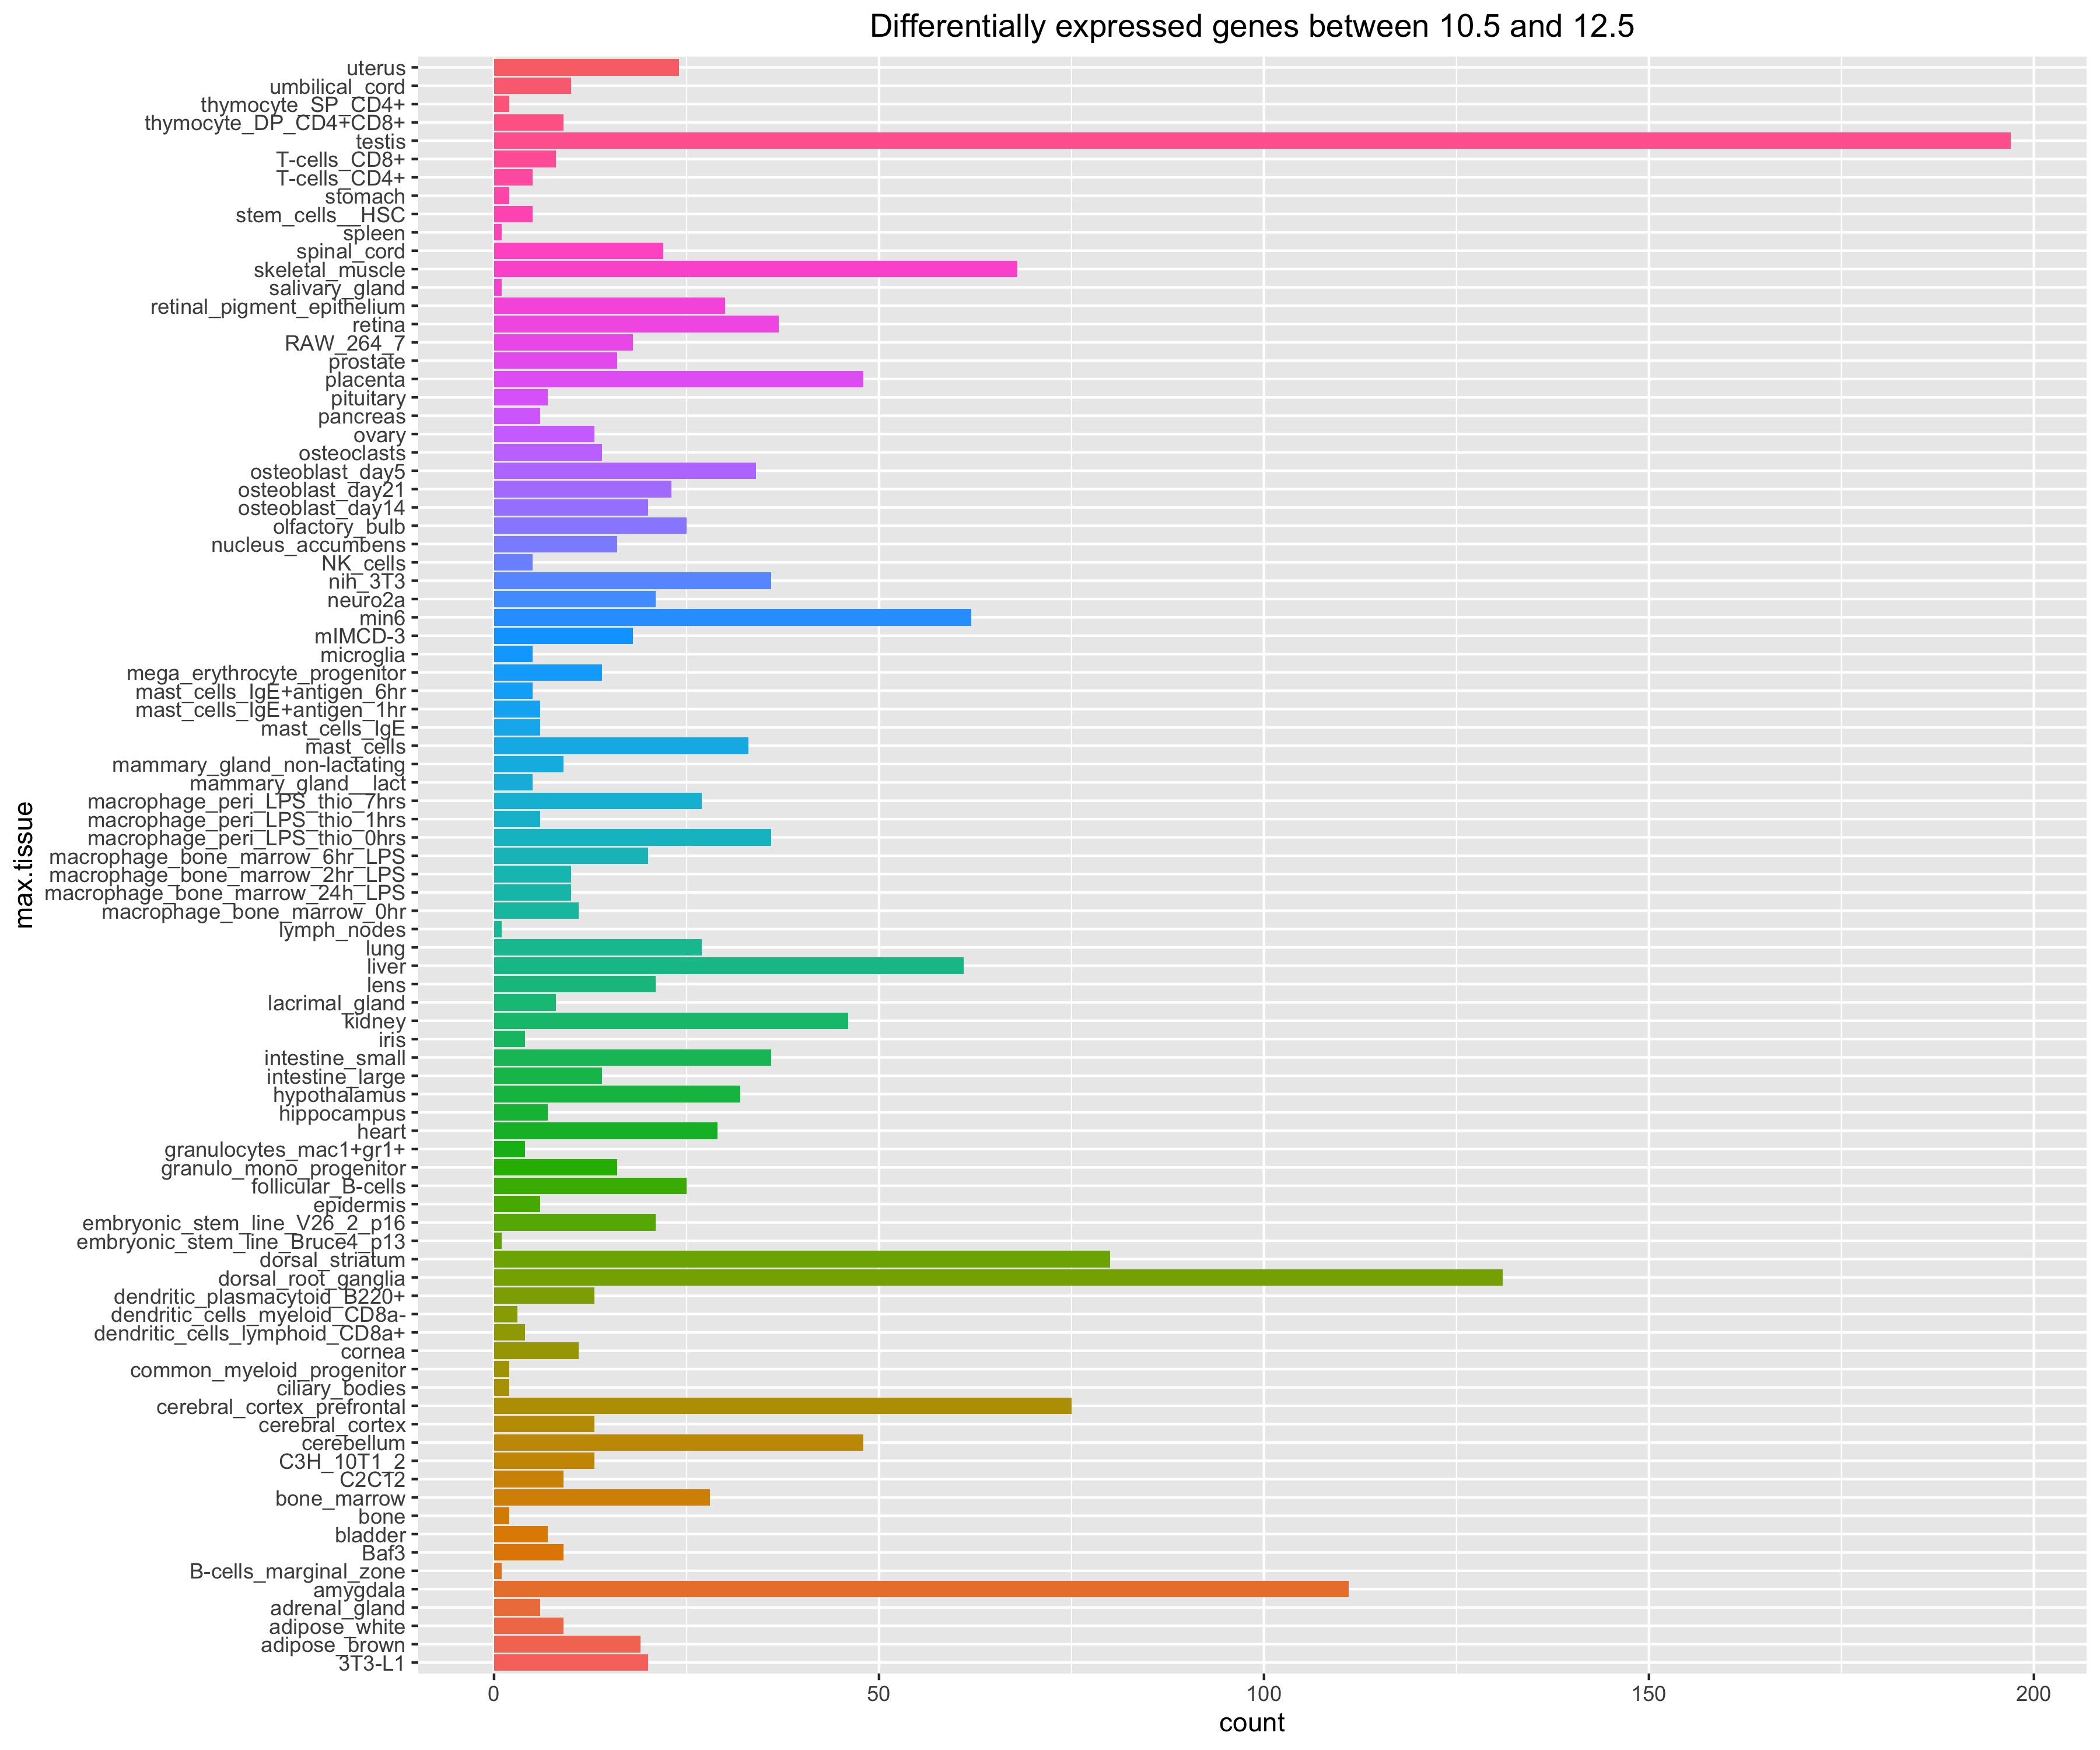 Differentially expressed genes between 10.5 and 12.5
max.tissue
uterus
umbilical_cord
thymocyte_SP_CD4+
thymocyte_DP_CD4+CD8+
testis
T-cells_CD8+
T-cells_CD4+
stomach
stem_cells__HSC
spleen
spinal_cord
skeletal_muscle
salivary_gland
retinal_pigment_epithelium
retina
RAW_264_7
prostate
placenta
pituitary
pancreas
ovary
osteoclasts
osteoblast_day5
osteoblast_day21
osteoblast_day14
olfactory_bulb
nucleus_accumbens
NK_cells
nih_3T3
neuro2a
min6
mIMCD-3
microglia
mega_erythrocyte_progenitor
mast_cells_IgE+antigen_6hr
mast_cells_IgE+antigen_1hr
mast_cells_IgE
mast_cells
mammary_gland_non-lactating
mammary_gland__lact
macrophage_peri_LPS_thio_7hrs
macrophage_peri_LPS_thio_1hrs
macrophage_peri_LPS_thio_0hrs
macrophage_bone_marrow_6hr_LPS
macrophage_bone_marrow_2hr_LPS
macrophage_bone_marrow_24h_LPS
macrophage_bone_marrow_0hr
lymph_nodes
lung
liver
lens
lacrimal_gland
kidney
iris
intestine_small
intestine_large
hypothalamus
hippocampus
heart
granulocytes_mac1+gr1+
granulo_mono_progenitor
follicular_B-cells
epidermis
embryonic_stem_line_V26_2_p16
embryonic_stem_line_Bruce4_p13
dorsal_striatum
dorsal_root_ganglia
dendritic_plasmacytoid_B220+
dendritic_cells_myeloid_CD8a-
dendritic_cells_lymphoid_CD8a+
cornea
common_myeloid_progenitor
ciliary_bodies
cerebral_cortex_prefrontal
cerebral_cortex
cerebellum
C3H_10T1_2
C2C12
bone_marrow
bone
bladder
Baf3
B-cells_marginal_zone
amygdala
adrenal_gland
adipose_white
adipose_brown
3T3-L1
0 50 100 150 200
count